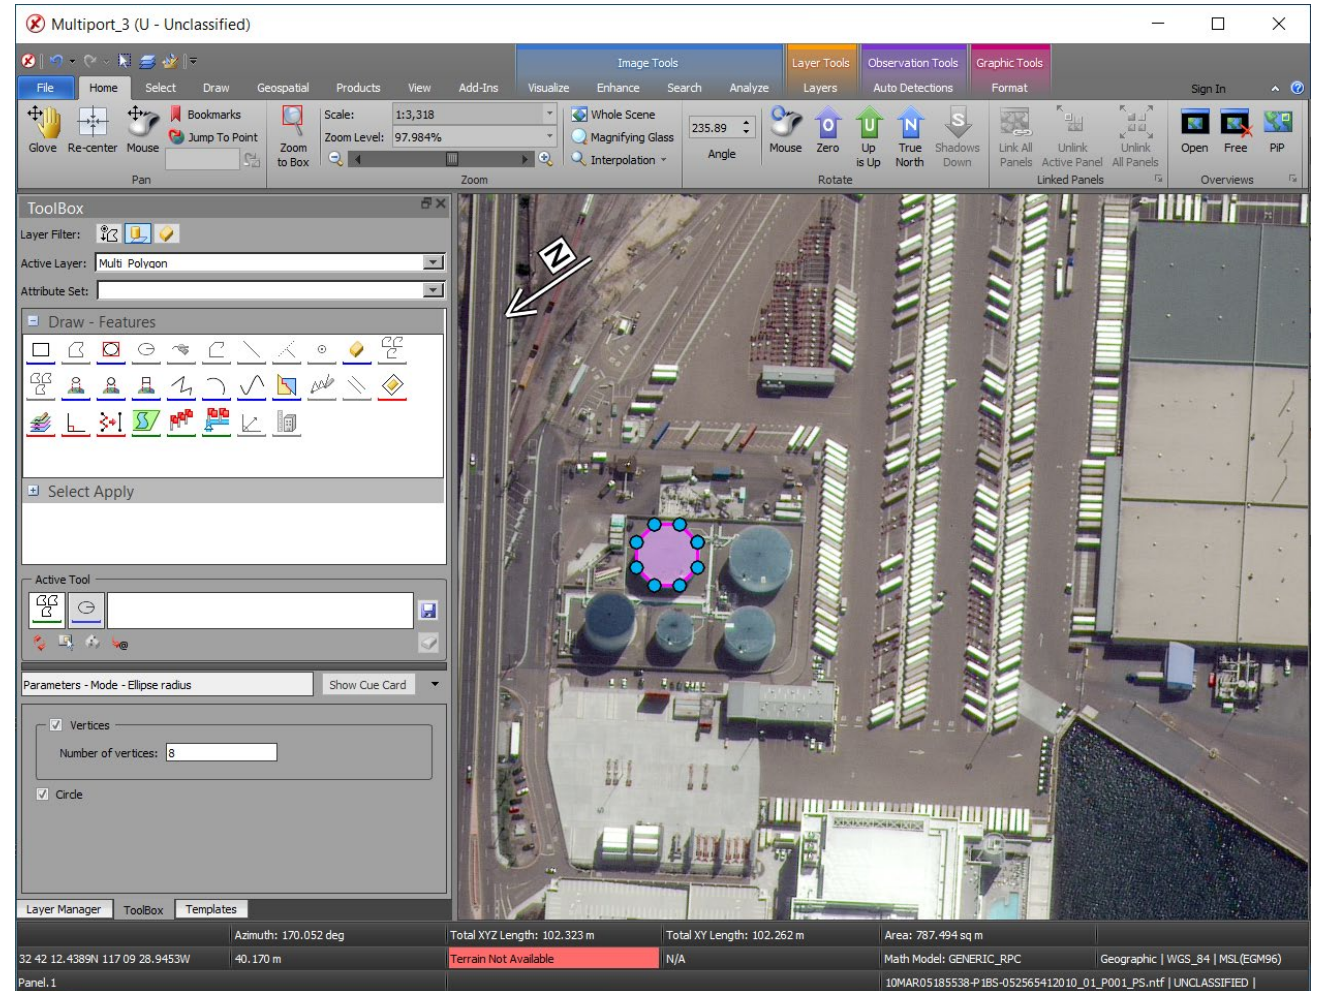 Multiport_3 (U - Unclassified)
Image Tools Layer Tools Observation Tools Graphic Tools
File Home Select Draw Geospatial Products View Add-Ins Visualize Enhance Search Analyze Layers Auto Detections Format Sign In
Bookmarks
Jump To Point
Glove Re-center Mouse
Pan
Zoom to Box
Scale: 1:3,318
Zoom Level: 97.984%
Whole Scene
Magnifying Glass
Interpolation
Zoom
235.89
Angle
Mouse Zero Up is Up True North Shadows Down
O U N S
Rotate
Link All Panels Unlink Active Panel Unlink All Panels
Linked Panels
Open Free PiP
Overviews
ToolBox
Layer Filter:
Active Layer: Multi Polygon
Attribute Set:
Draw - Features
Select Apply
Active Tool
Parameters - Mode - Ellipse radius Show Cue Card
Vertices
Number of vertices: 8
Circle
Layer Manager ToolBox Templates
N
Azimuth: 170.052 deg Total XYZ Length: 102.323 m Total XY Length: 102.262 m Area: 787.494 sq m
32 42 12.4389N 117 09 28.9453W 40.170 m Terrain Not Available N/A Math Model: GENERIC_RPC Geographic | WGS_84 | MSL(EGM96)
Panel.1 10MAR05185538-P1BS-052565412010_01_P001_PS.ntf | UNCLASSIFIED |